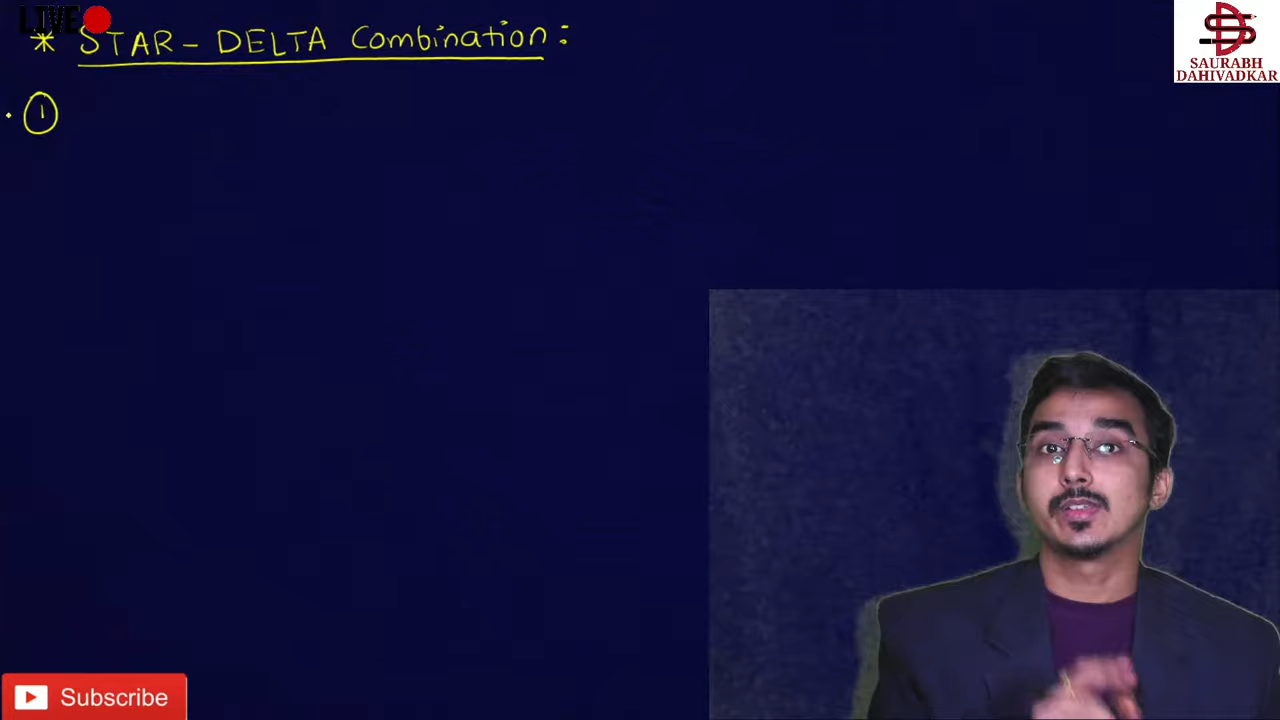 LIVE
* STAR - DELTA Combination :
• ①
SAURABH
DAHIVADKAR
Subscribe